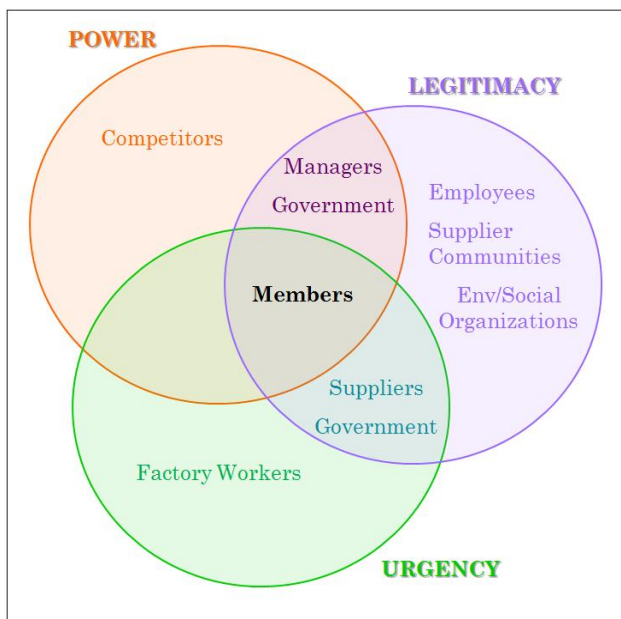 POWER
LEGITIMACY
Competitors
Managers
Government
Employees
Supplier
Communities
Env/Social
Organizations
Members
Suppliers
Government
Factory Workers
URGENCY